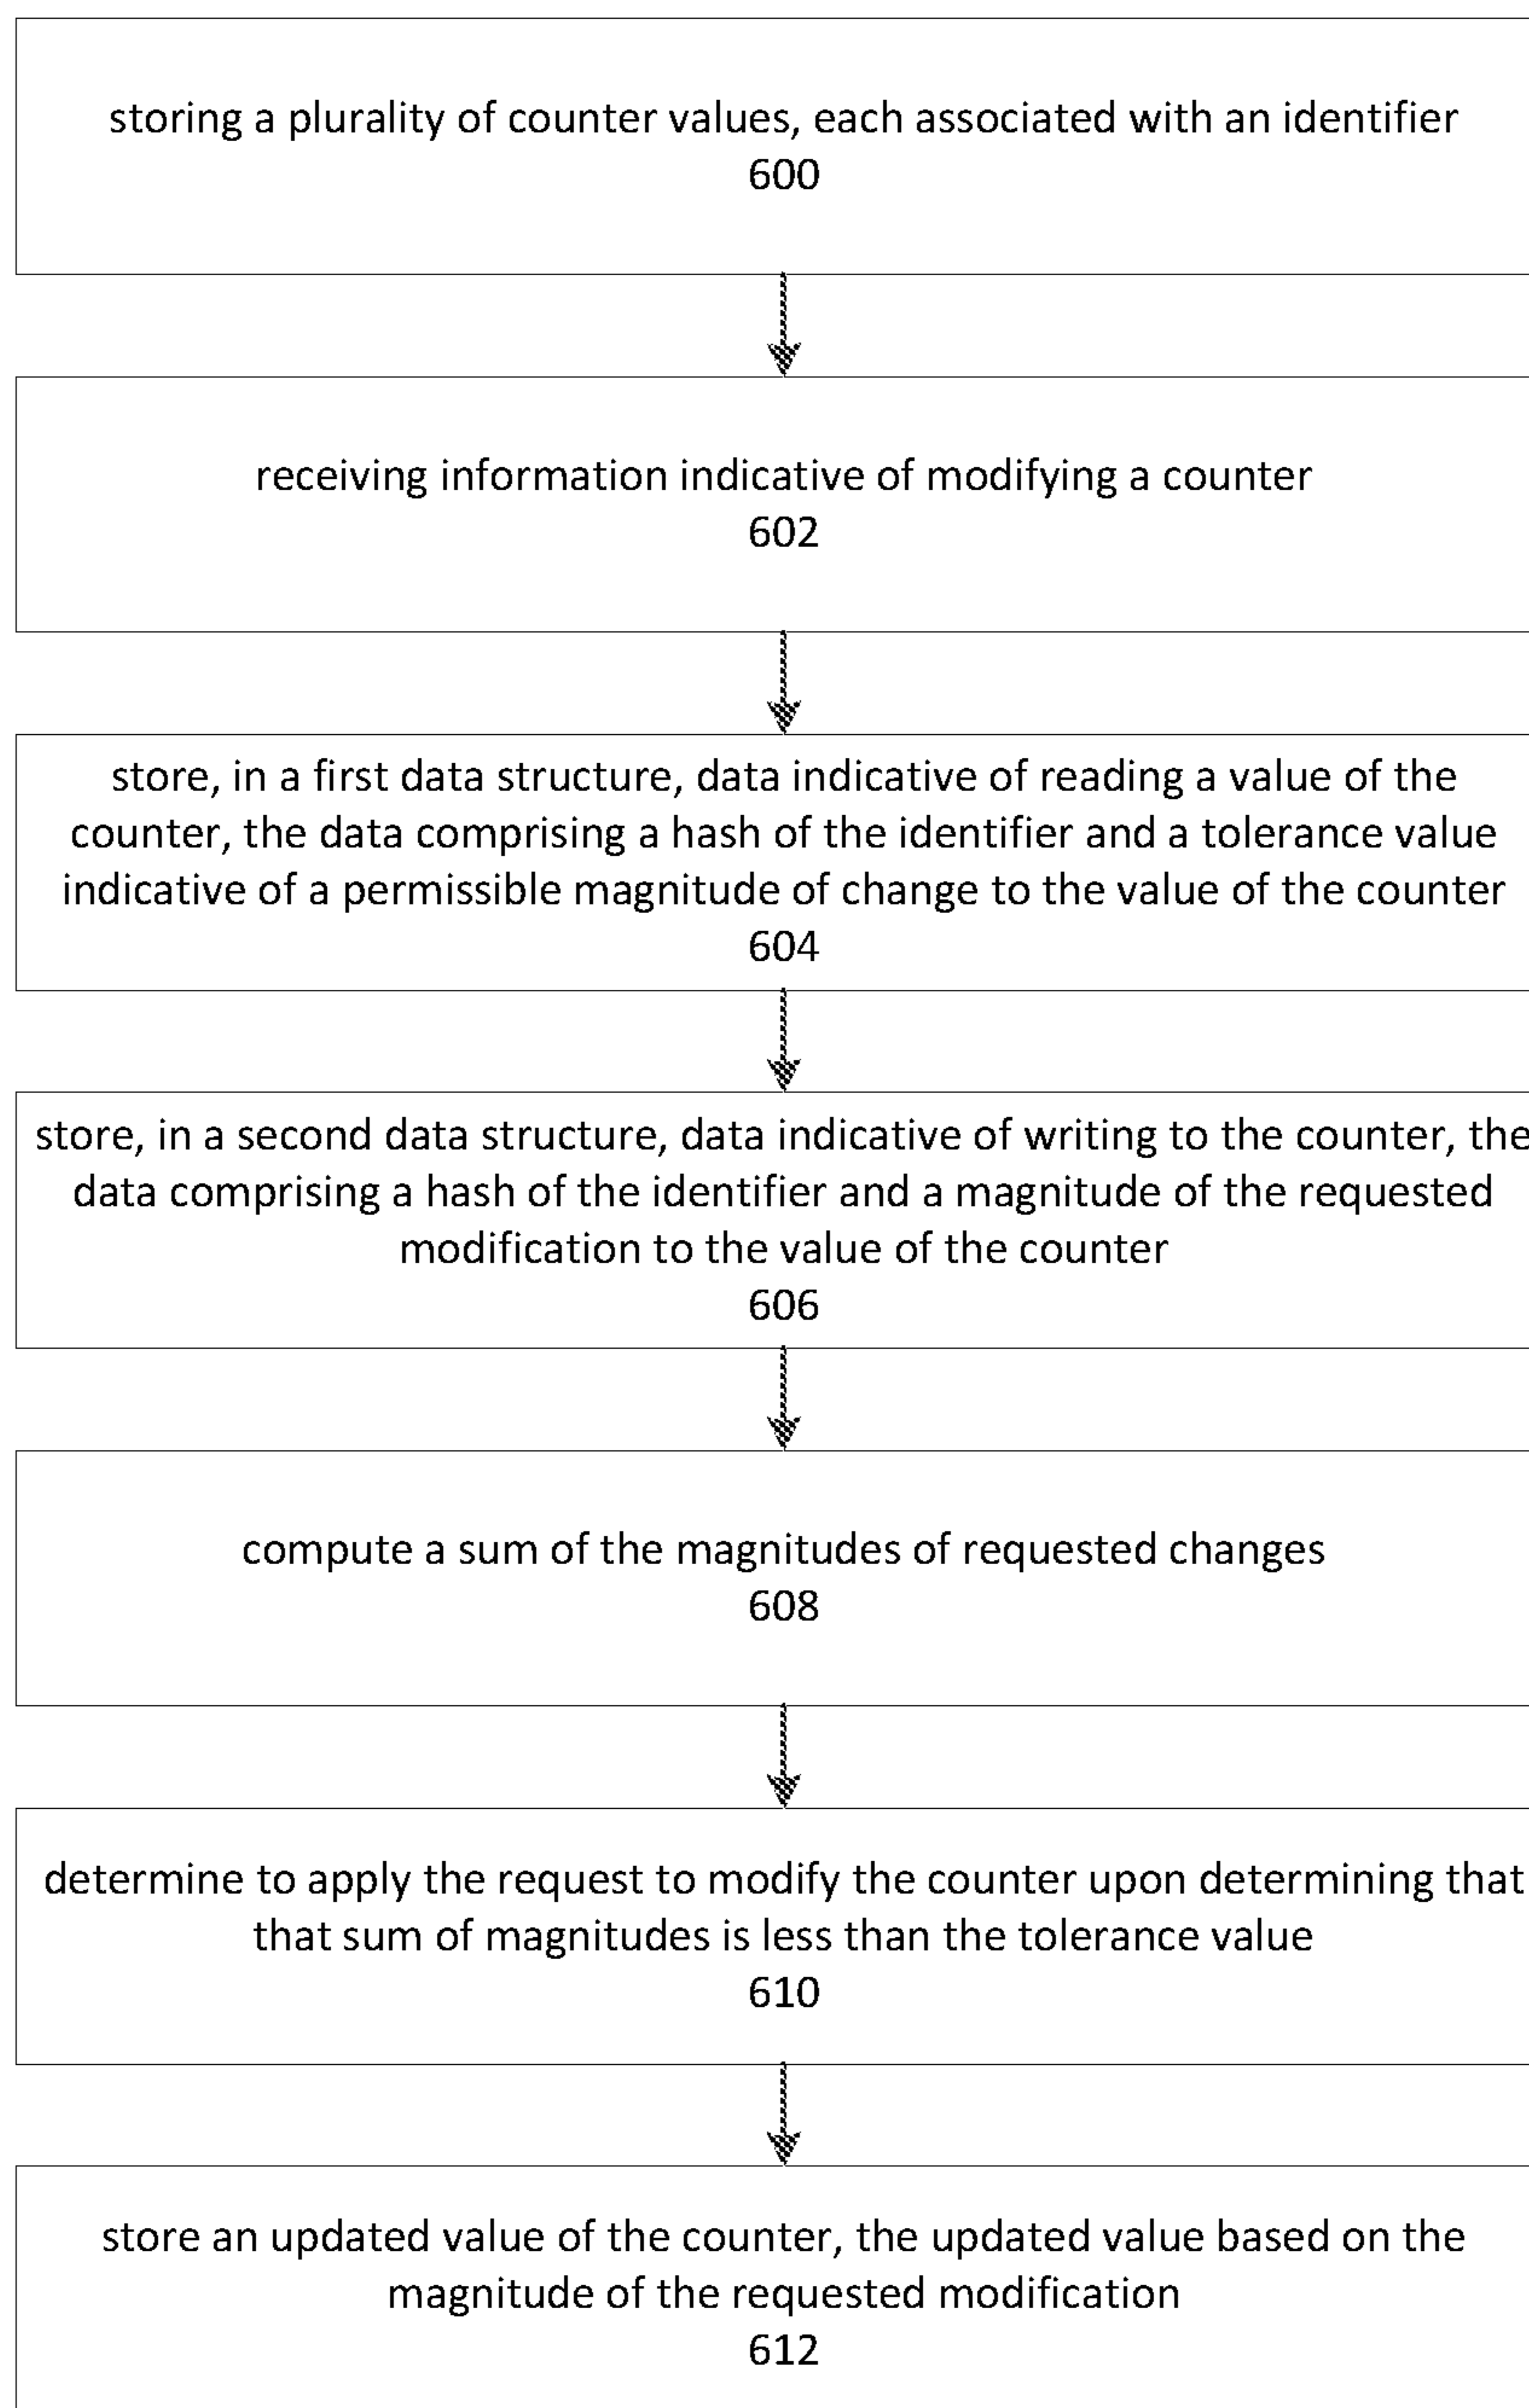 storing a plurality of counter values, each associated with an identifier
600
receiving information indicative of modifying a counter
602
store, in a first data structure, data indicative of reading a value of the
counter, the data comprising a hash of the identifier and a tolerance value
indicative of a permissible magnitude of change to the value of the counter
604
store, in a second data structure, data indicative of writing to the counter, the
data comprising a hash of the identifier and a magnitude of the requested
modification to the value of the counter
606
compute a sum of the magnitudes of requested changes
608
determine to apply the request to modify the counter upon determining that
that sum of magnitudes is less than the tolerance value
610
store an updated value of the counter, the updated value based on the
magnitude of the requested modification
612